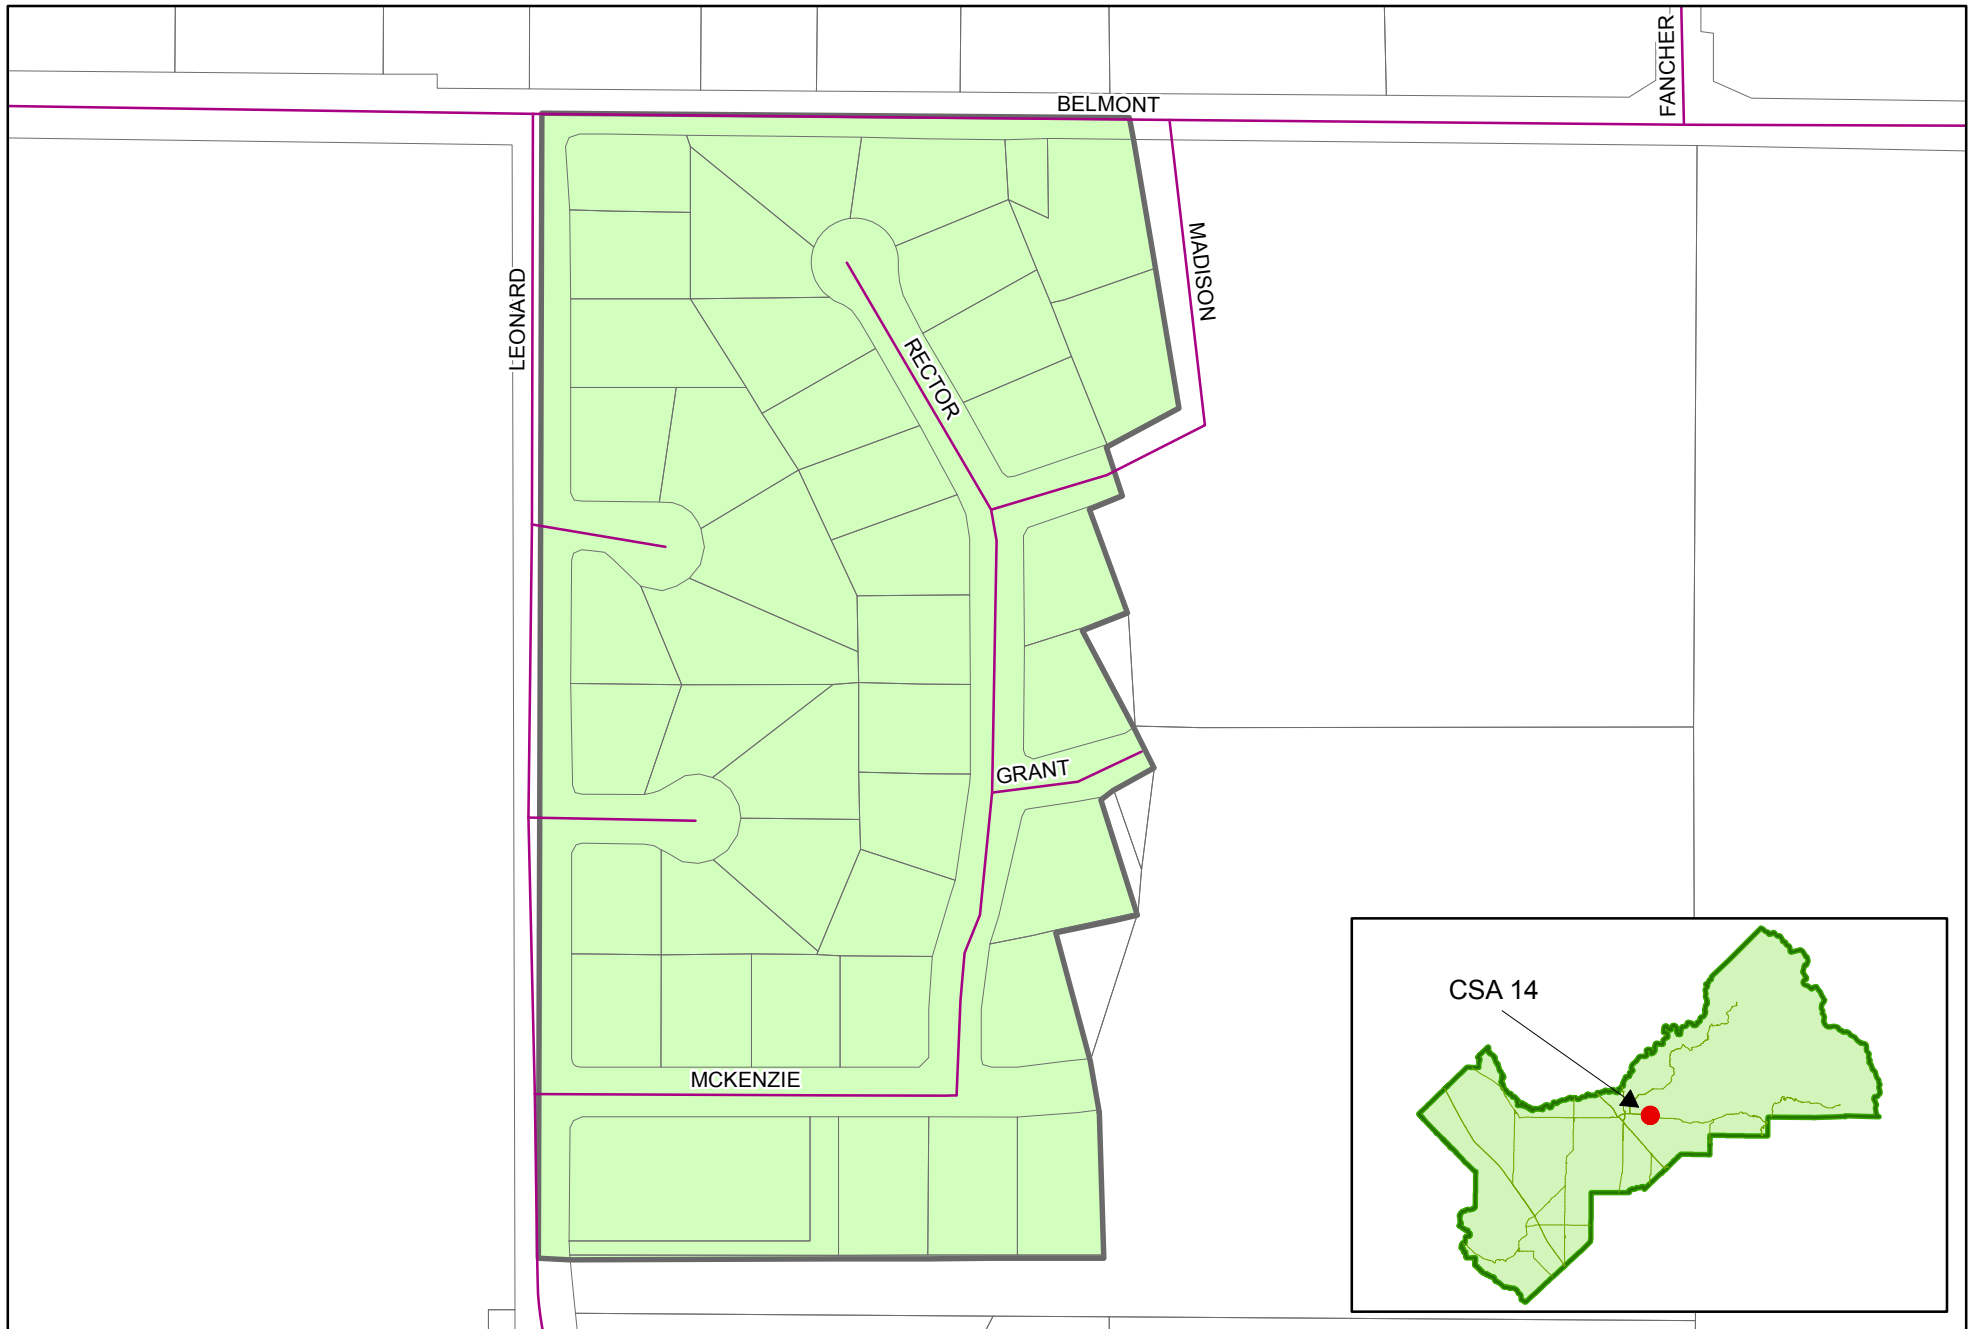 FANCHER
BELMONT
MADISON
LEONARD
RECTOR
GRANT
MCKENZIE
CSA 14